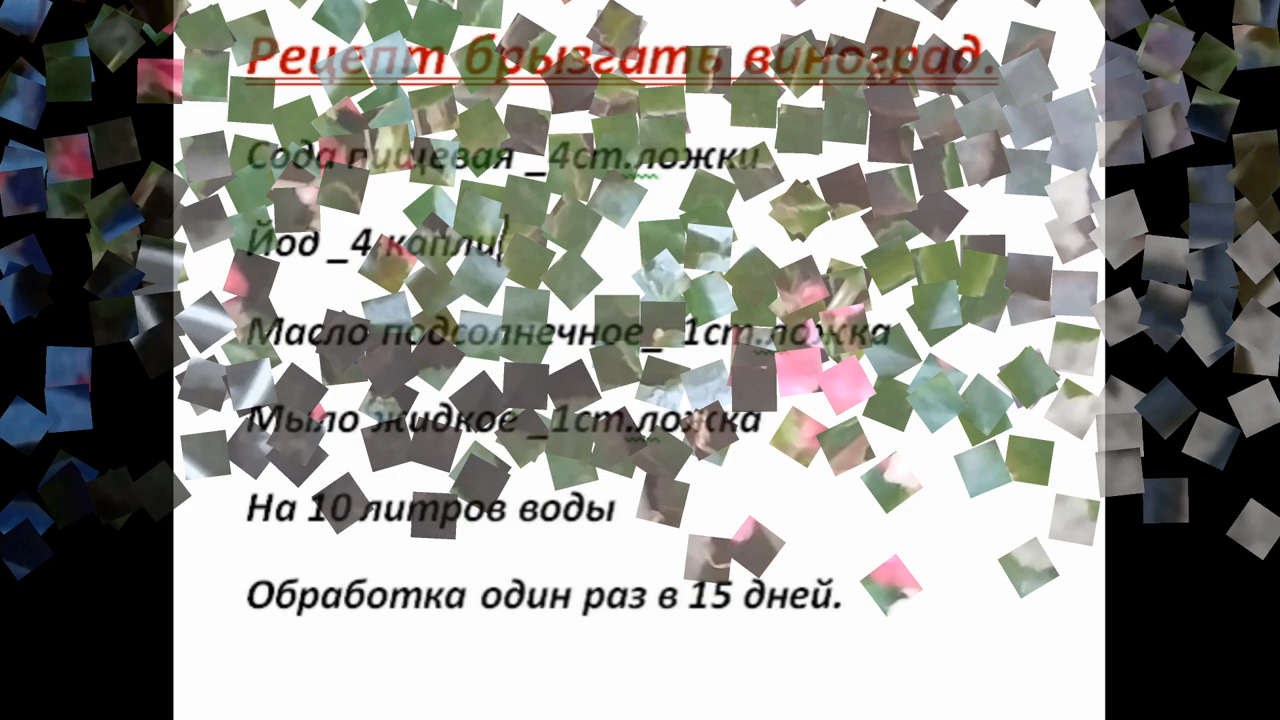 Рецепт брызгать виноград.
Сода пищевая _4ст.ложки
Йод _4 капли
Масло подсолнечное_ 1ст.ложка
Мыло жидкое _1ст.ложка
На 10 литров воды
Обработка один раз в 15 дней.